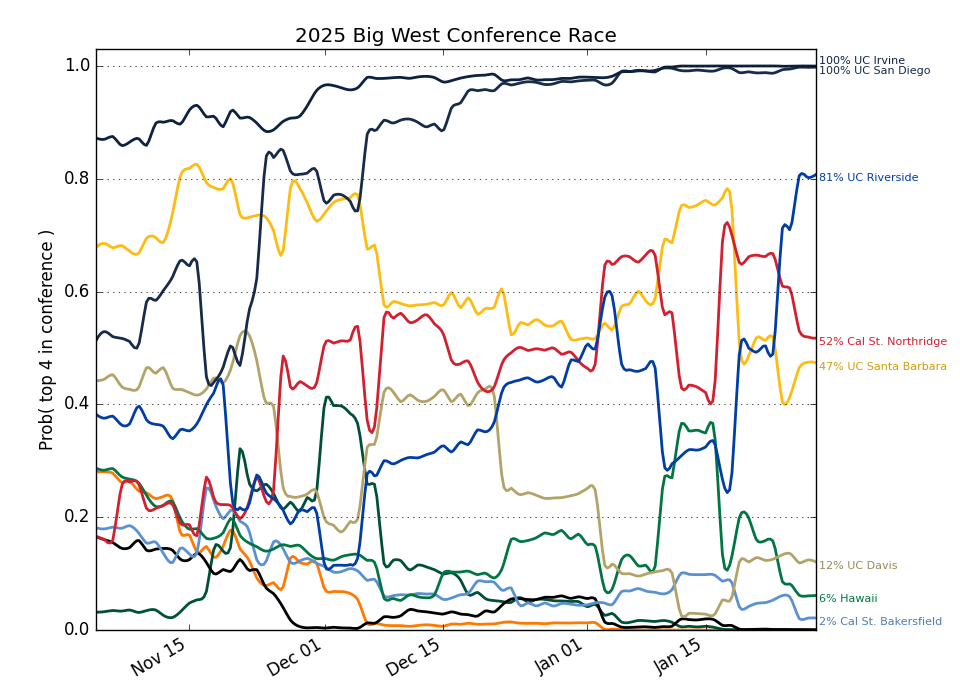 2025 Big West Conference Race
Prob( top 4 in conference )
1.0
0.8
0.6
0.4
0.2
0.0
Nov 15
Dec 01
Dec 15
Jan 01
Jan 15
100% UC Irvine
100% UC San Diego
81% UC Riverside
52% Cal St. Northridge
47% UC Santa Barbara
12% UC Davis
6% Hawaii
2% Cal St. Bakersfield